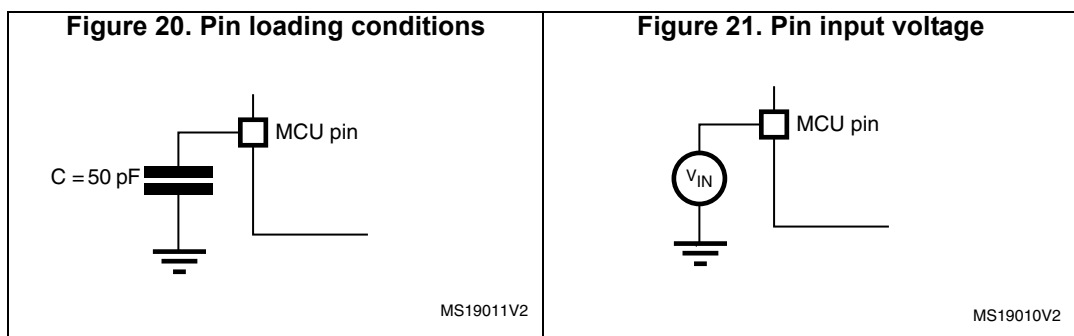 Figure 20. Pin loading conditions
MCU pin
C = 50 pF
MS19011V2
Figure 21. Pin input voltage
MCU pin
VIN
MS19010V2